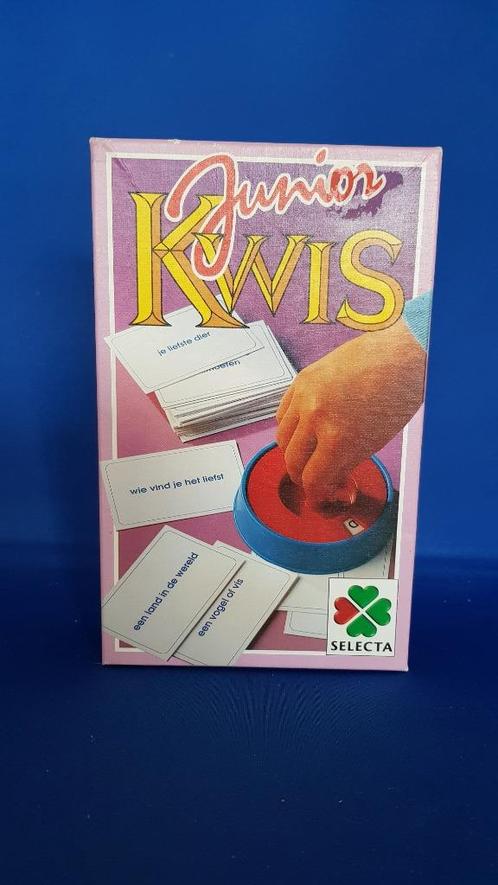 Junior
KWIS
je liefste dier
wie vind je het liefst
een land in de wereld
een vogel of vis
D
SELECTA